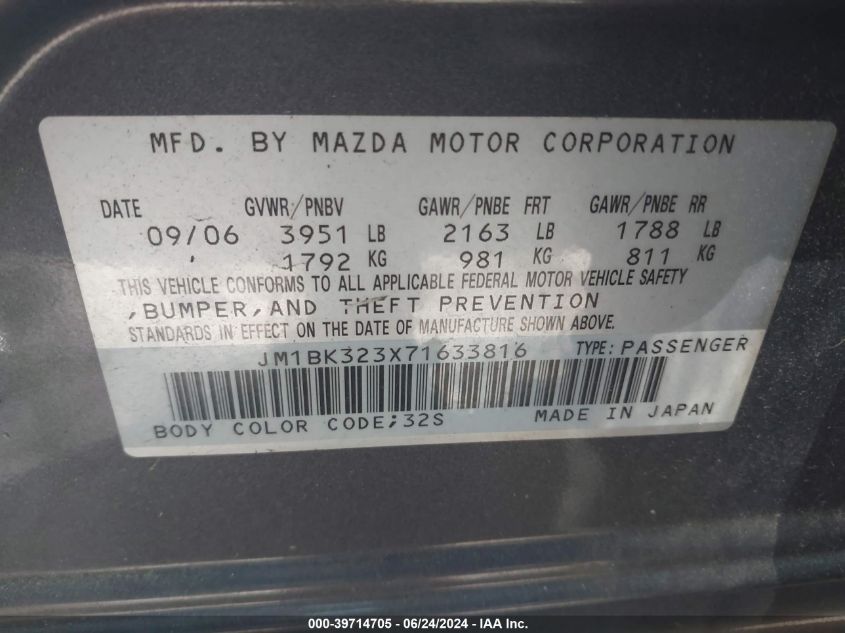 MFD. BY MAZDA MOTOR CORPORATION
DATE GVWR/PNBV GAWR/PNBE FRT GAWR/PNBE RR
09/06 3951 LB 2163 LB 1788 LB
1792 KG 981 KG 811 KG
THIS VEHICLE CONFORMS TO ALL APPLICABLE FEDERAL MOTOR VEHICLE SAFETY
,BUMPER,AND THEFT PREVENTION
STANDARDS IN EFFECT ON THE DATE OF MANUFACTURE SHOWN ABOVE.
JM1BK323X71633816 TYPE: PASSENGER
BODY COLOR CODE;32S MADE IN JAPAN
000-39714705 - 06/24/2024 - IAA Inc.